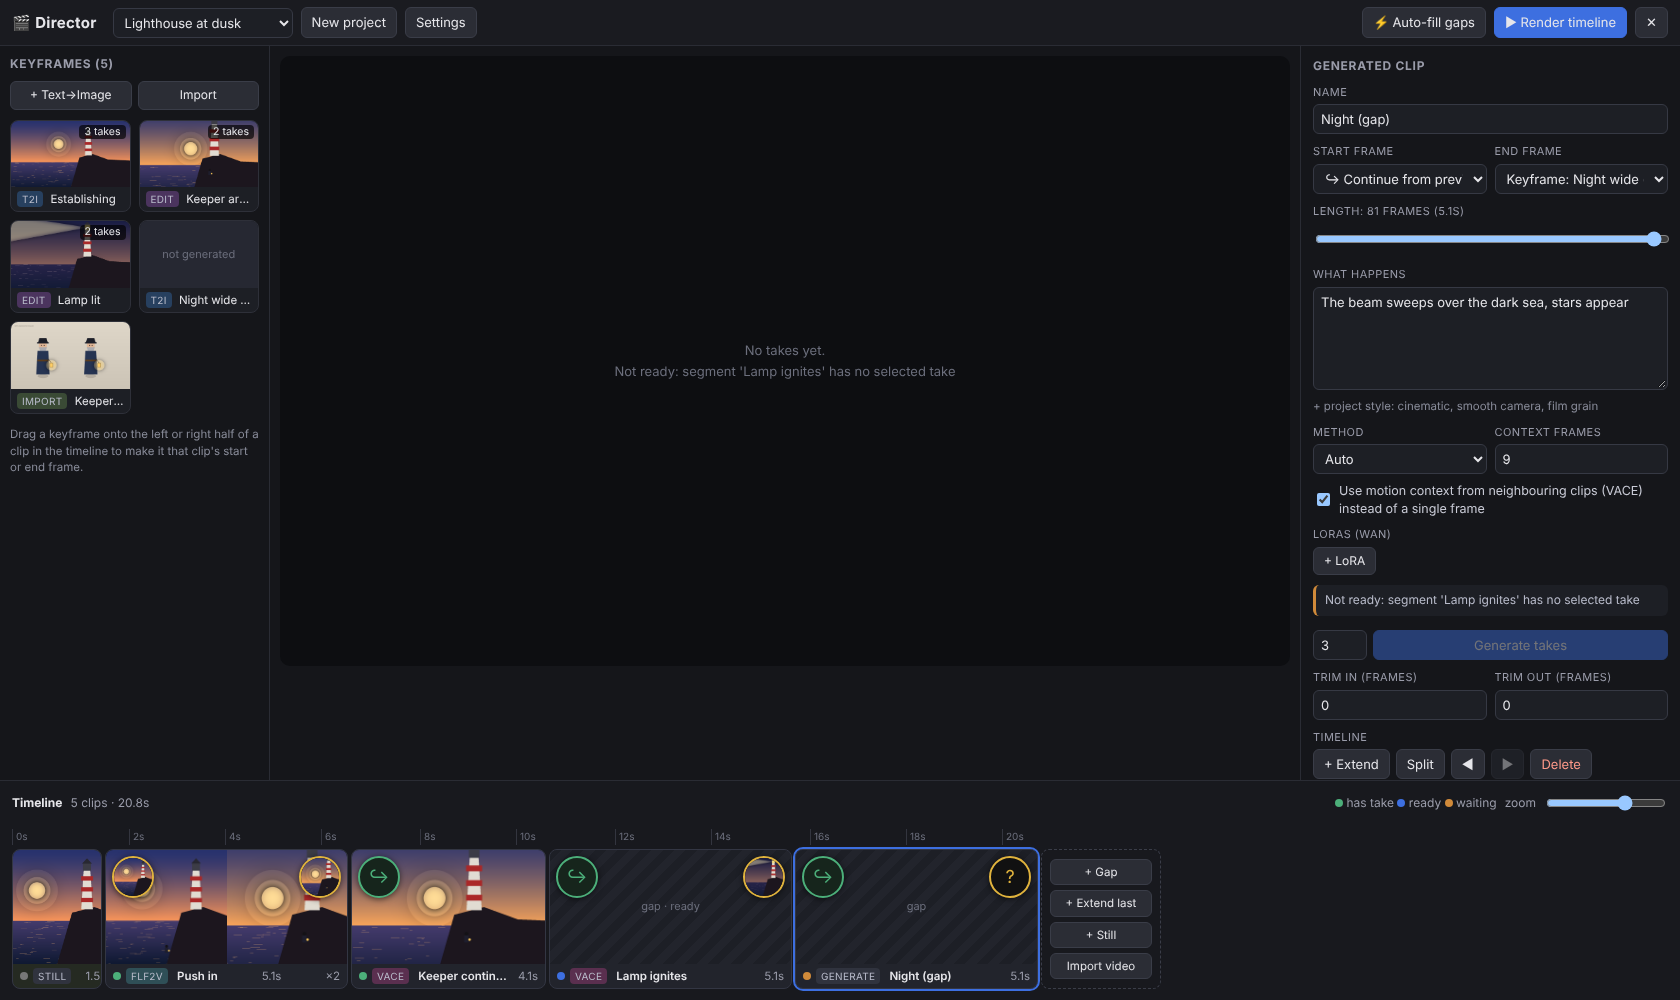 🎬 Director
Lighthouse at dusk
New project
Settings
⚡ Auto-fill gaps
▶ Render timeline
✕
KEYFRAMES (5)
+ Text→Image
Import
3 takes
T2I Establishing
2 takes
EDIT Keeper ar...
2 takes
EDIT Lamp lit
not generated
T2I Night wide ...
IMPORT Keeper...
Drag a keyframe onto the left or right half of a
clip in the timeline to make it that clip's start
or end frame.
No takes yet.
Not ready: segment 'Lamp ignites' has no selected take
GENERATED CLIP
NAME
Night (gap)
START FRAME
END FRAME
↪ Continue from prev
Keyframe: Night wide
LENGTH: 81 FRAMES (5.1S)
WHAT HAPPENS
The beam sweeps over the dark sea, stars appear
+ project style: cinematic, smooth camera, film grain
METHOD
CONTEXT FRAMES
Auto
9
Use motion context from neighbouring clips (VACE)
instead of a single frame
LORAS (WAN)
+ LoRA
Not ready: segment 'Lamp ignites' has no selected take
3
Generate takes
TRIM IN (FRAMES)
TRIM OUT (FRAMES)
0
0
TIMELINE
+ Extend
Split
◀
▶
Delete
Timeline 5 clips · 20.8s
has take ready waiting zoom
0s 2s 4s 6s 8s 10s 12s 14s 16s 18s 20s
STILL 1.5
FLF2V Push in 5.1s ×2
↪
VACE Keeper contin... 4.1s
↪
gap · ready
VACE Lamp ignites 5.1s
↪
?
gap
GENERATE Night (gap) 5.1s
+ Gap
+ Extend last
+ Still
Import video